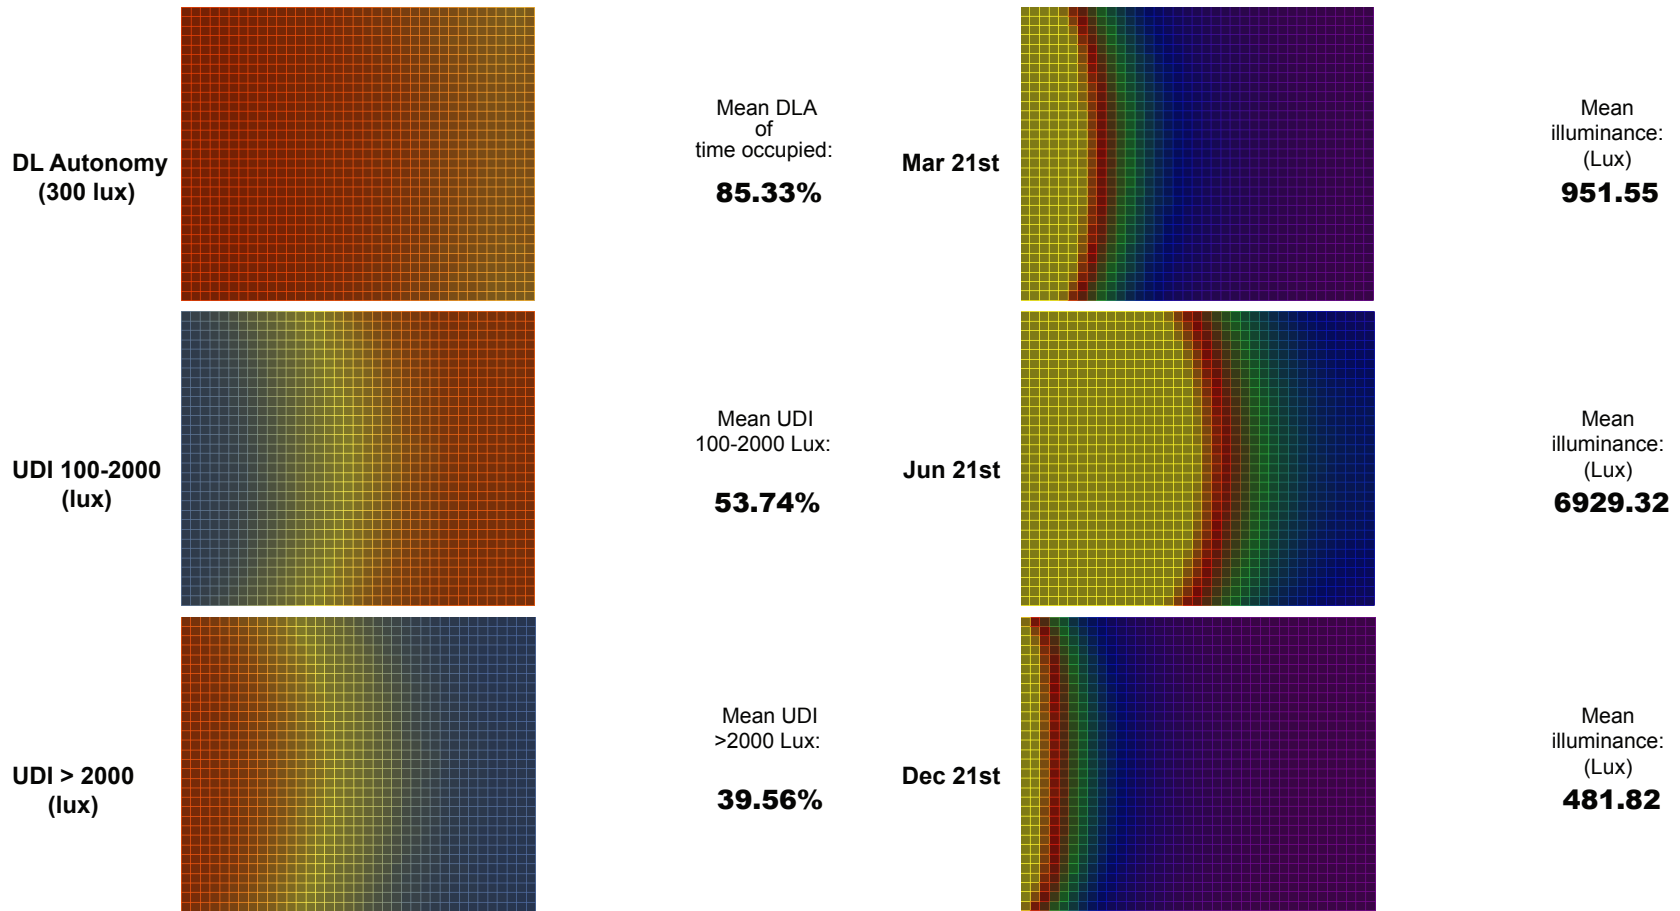 DL Autonomy
(300 lux)
Mean DLA
of
time occupied:
85.33%
Mar 21st
Mean
illuminance:
(Lux)
951.55
UDI 100-2000
(lux)
Mean UDI
100-2000 Lux:
53.74%
Jun 21st
Mean
illuminance:
(Lux)
6929.32
UDI > 2000
(lux)
Mean UDI
>2000 Lux:
39.56%
Dec 21st
Mean
illuminance:
(Lux)
481.82